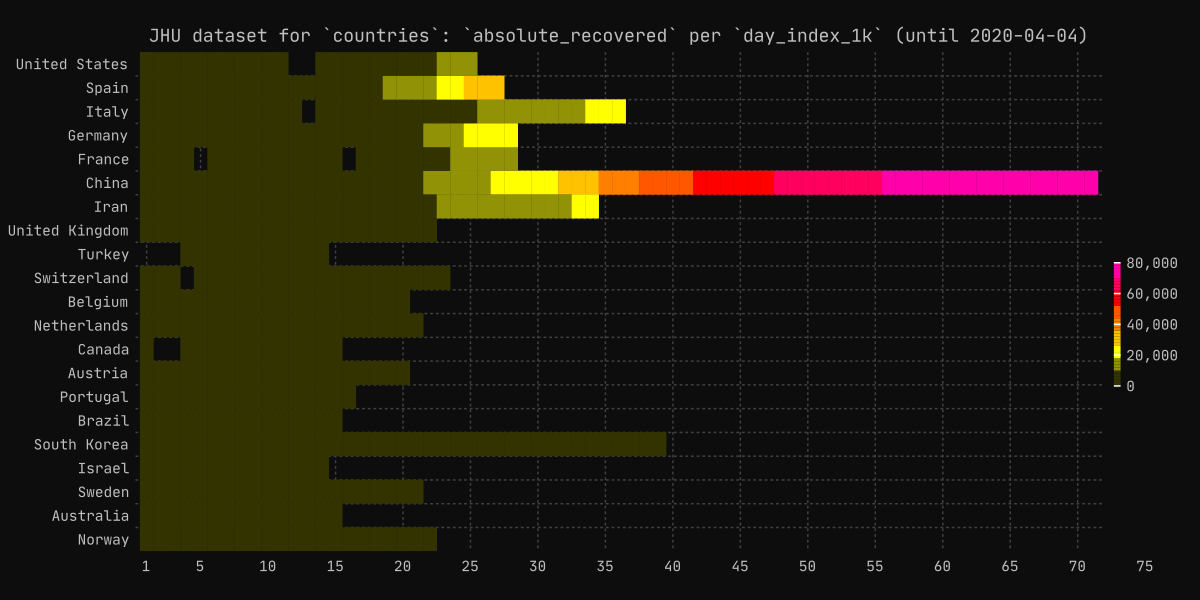 JHU dataset for `countries`: `absolute_recovered` per `day_index_1k` (until 2020-04-04)
United States
Spain
Italy
Germany
France
China
Iran
United Kingdom
Turkey
Switzerland
Belgium
Netherlands
Canada
Austria
Portugal
Brazil
South Korea
Israel
Sweden
Australia
Norway
1 5 10 15 20 25 30 35 40 45 50 55 60 65 70 75
80,000
60,000
40,000
20,000
0